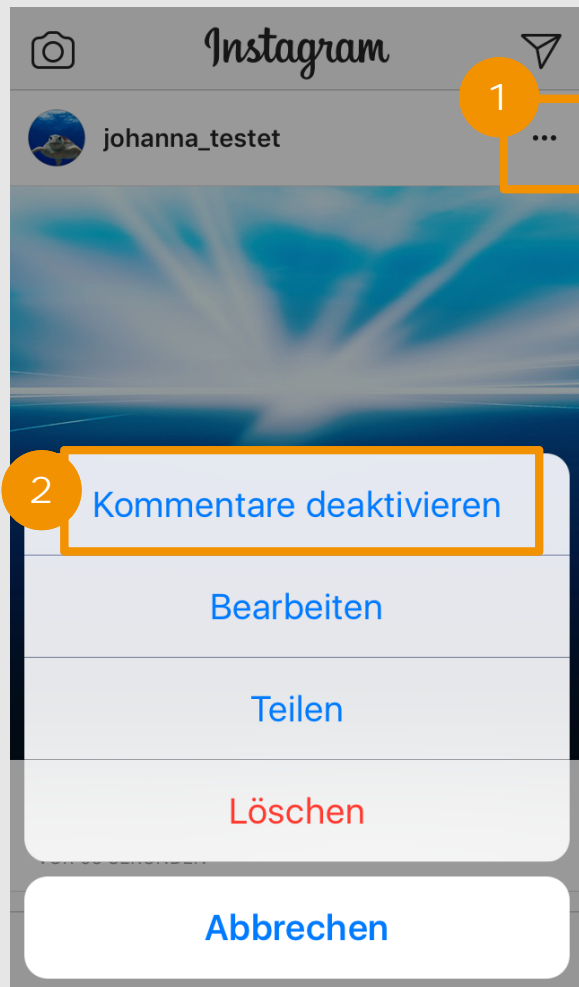 Instagram
1
johanna_testet
2
Kommentare deaktivieren
Bearbeiten
Teilen
Löschen
Abbrechen